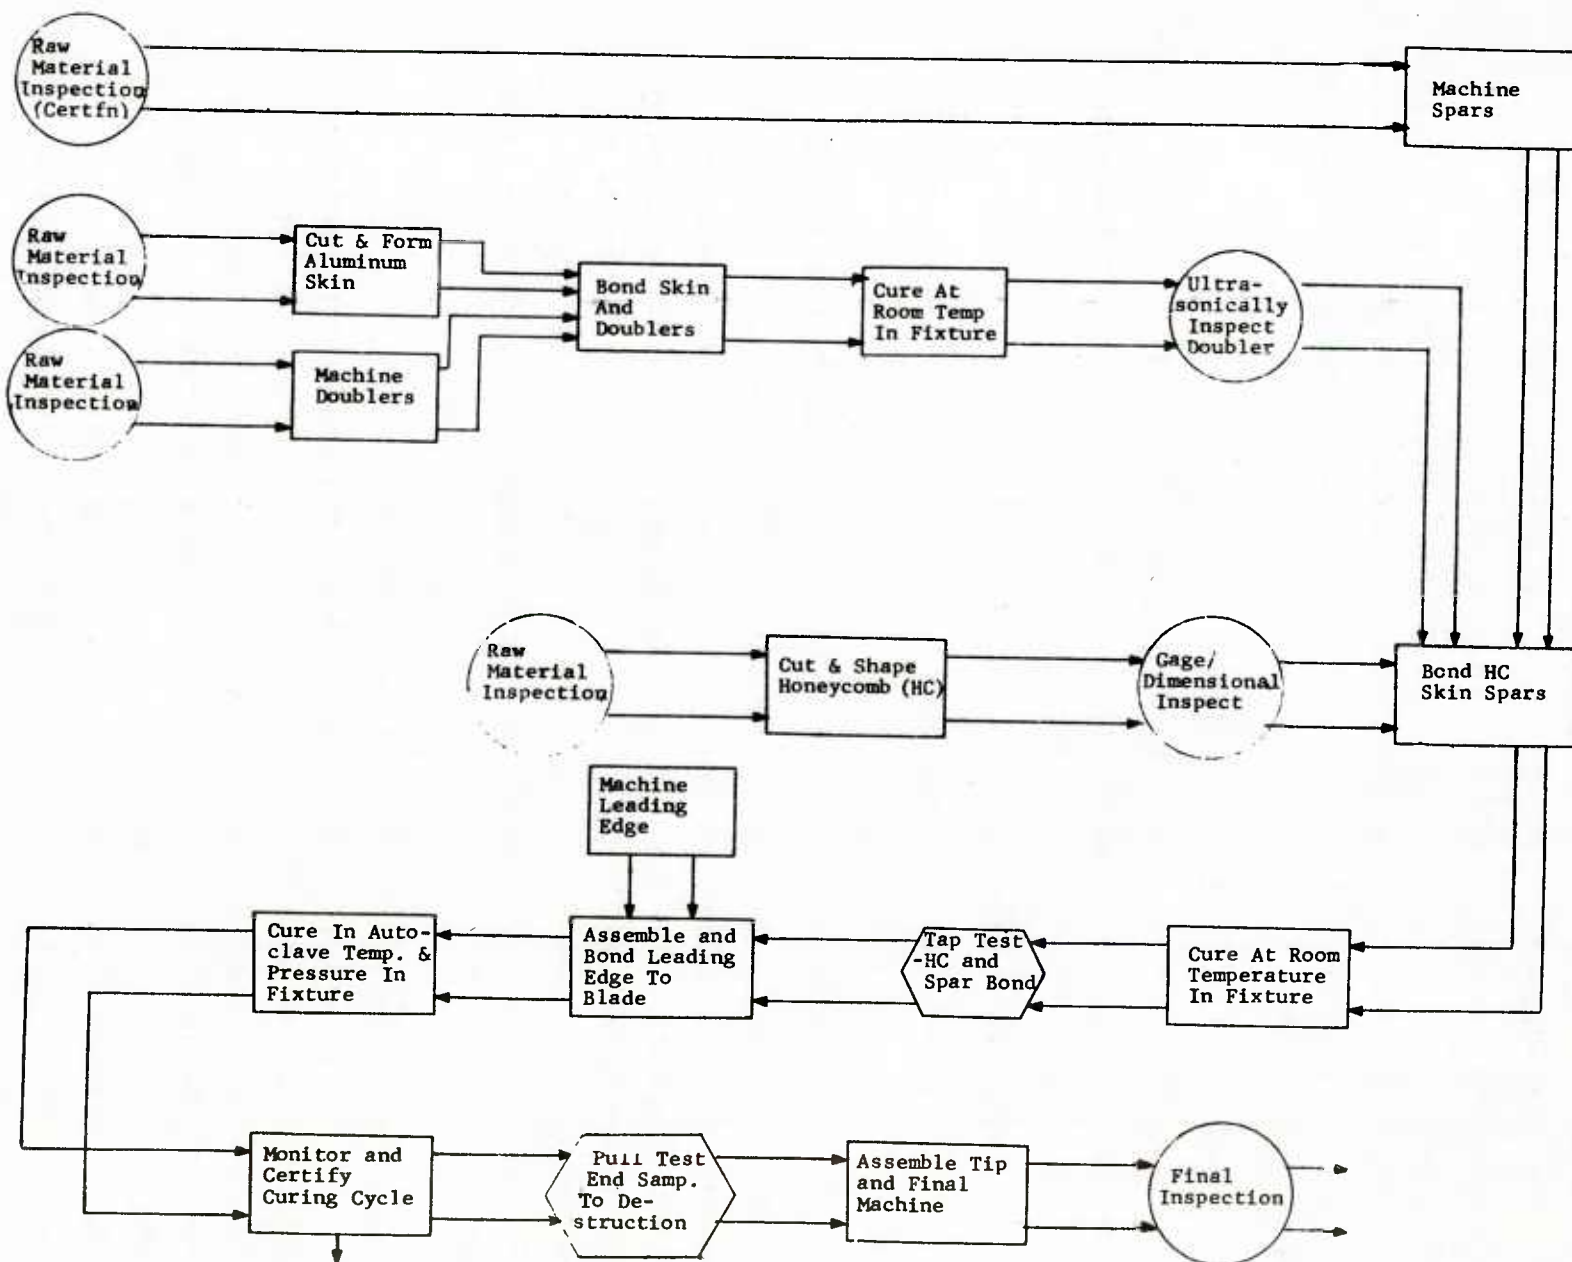 Raw
Material
Inspection
(Certfn)
Machine
Spars
Raw
Material
Inspection
Cut & Form
Aluminum
Skin
Bond Skin
And
Doublers
Cure At
Room Temp
In Fixture
Ultra-
sonically
Inspect
Doubler
Raw
Material
Inspection
Machine
Doublers
Raw
Material
Inspection
Cut & Shape
Honeycomb (HC)
Gage/
Dimensional
Inspect
Bond HC
Skin Spars
Machine
Leading
Edge
Cure In Auto-
clave Temp. &
Pressure In
Fixture
Assemble and
Bond Leading
Edge To
Blade
Tap Test
-HC and
Spar Bond
Cure At Room
Temperature
In Fixture
Monitor and
Certify
Curing Cycle
Pull Test
End Samp.
To De-
struction
Assemble Tip
and Final
Machine
Final
Inspection